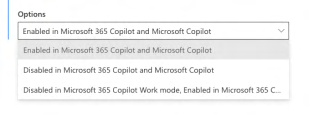 Options
Enabled in Microsoft 365 Copilot and Microsoft Copilot
Enabled in Microsoft 365 Copilot and Microsoft Copilot
Disabled in Microsoft 365 Copilot and Microsoft Copilot
Disabled in Microsoft 365 Copilot Work mode, Enabled in Microsoft 365 C...